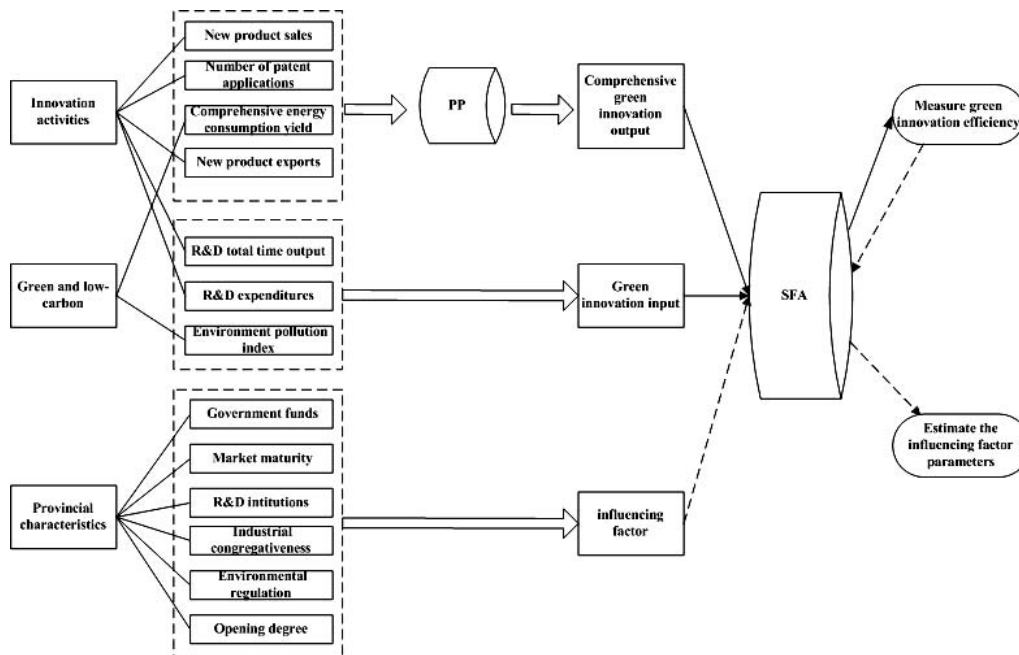 Innovation
activities
Green and low-
carbon
Provincial
characteristics
New product sales
Number of patent
applications
Comprehensive energy
consumption yield
New product exports
R&D total time output
R&D expenditures
Environment pollution
index
Government funds
Market maturity
R&D intitutions
Industrial
congregativeness
Environmental
regulation
Opening degree
PP
Comprehensive
green
innovation
output
Green
innovation input
influencing
factor
SFA
Measure green
innovation efficiency
Estimate the
influencing factor
parameters